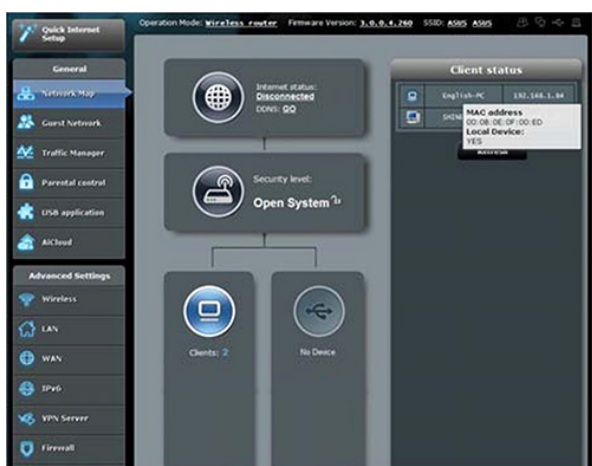 Quick Internet
Setup
Operation Mode: Wireless router Firmware Version: 3.0.0.4.260 SSID: ASUS ASUS
General
Network Map
Guest Network
Traffic Manager
Parental control
USB application
AiCloud
Advanced Settings
Wireless
LAN
WAN
IPv6
VPN Server
Firewall
Internet status:
Disconnected
DDNS: GO
Security level:
Open System
Clients: 2
No Device
Client status
English-PC 192.168.1.84
MAC address
00:0B:0E:0F:00:ED
Local Device:
YES